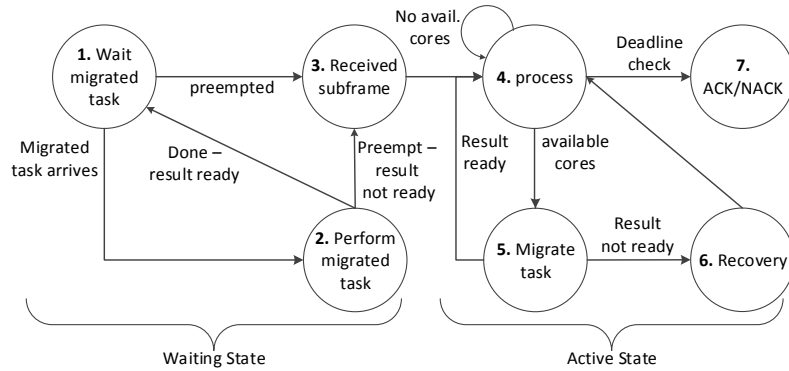 No avail.
cores
1. Wait
migrated
task
preempted
3. Received
subframe
4. process
Deadline
check
7.
ACK/NACK
Migrated
task arrives
Done –
result ready
Preempt –
result
not ready
Result
ready
available
cores
2. Perform
migrated
task
5. Migrate
task
Result
not ready
6. Recovery
Waiting State
Active State